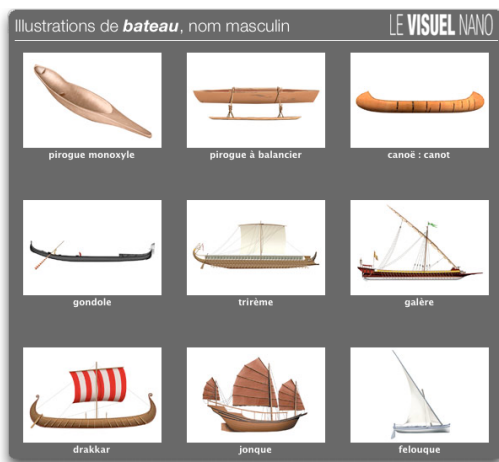 Illustrations de bateau, nom masculin
LE VISUEL NANO
pirogue monoxyle
pirogue à balancier
canoë : canot
gondole
trirème
galère
drakkar
jonque
felouque